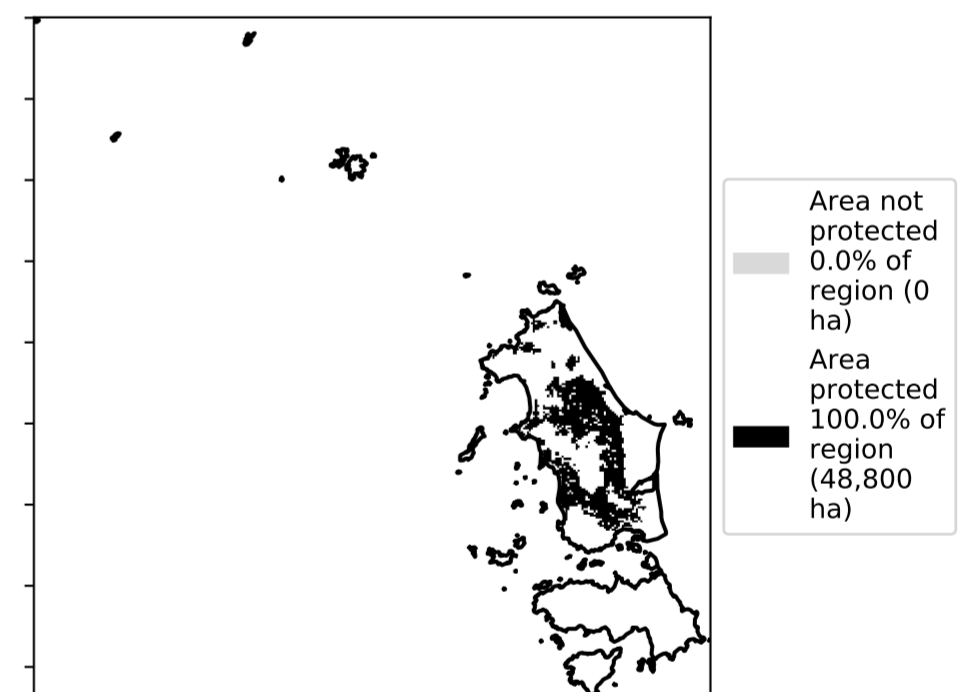 Area not
protected
0.0% of
region (0
ha)
Area
protected
100.0% of
region
(48,800
ha)